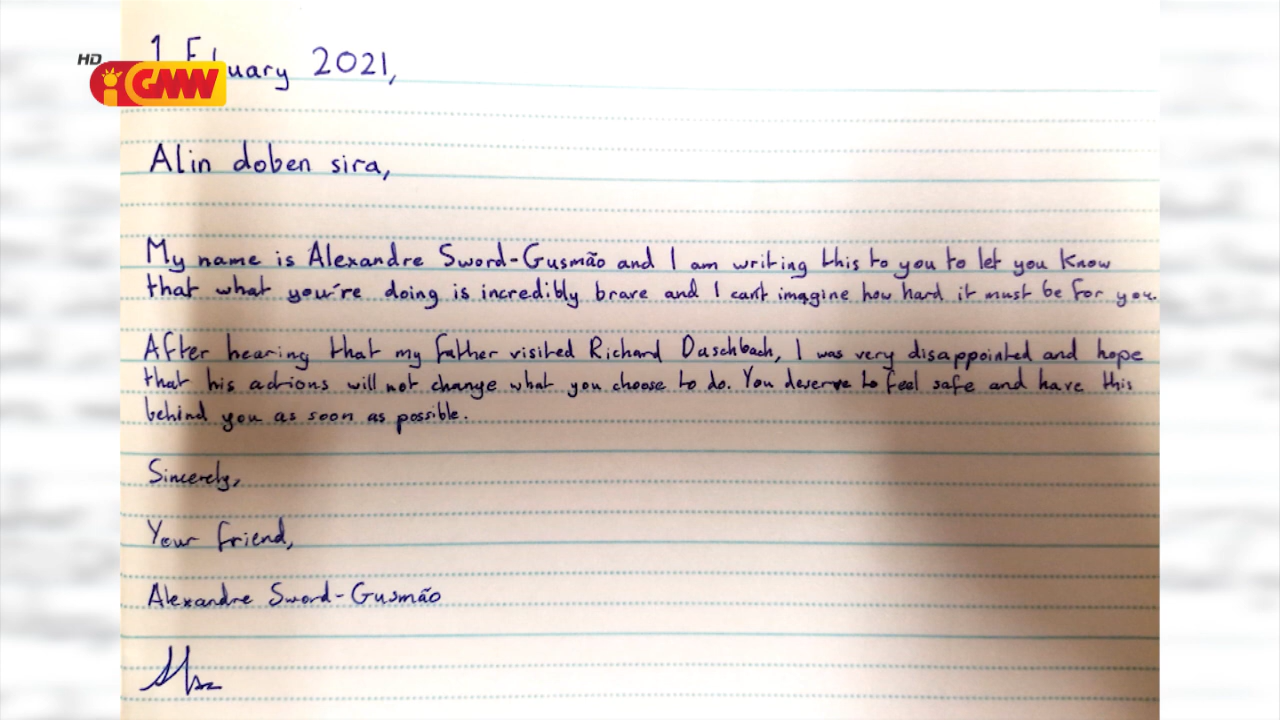 HD
GMN
1 2021,
Alin doben sira,
My name is Alexandre Sword-Gusmão and I am writing this to you to let you know
that what you're doing is incredibly brave and I can't imagine how hard it must be for you.
After hearing that my father visited Richard Daschbach, I was very disappointed and hope
that his actions will not change what you choose to do. You deserve to feel safe and have this
behind you as soon as possible.
Sincerely,
Your friend,
Alexandre Sword-Gusmão